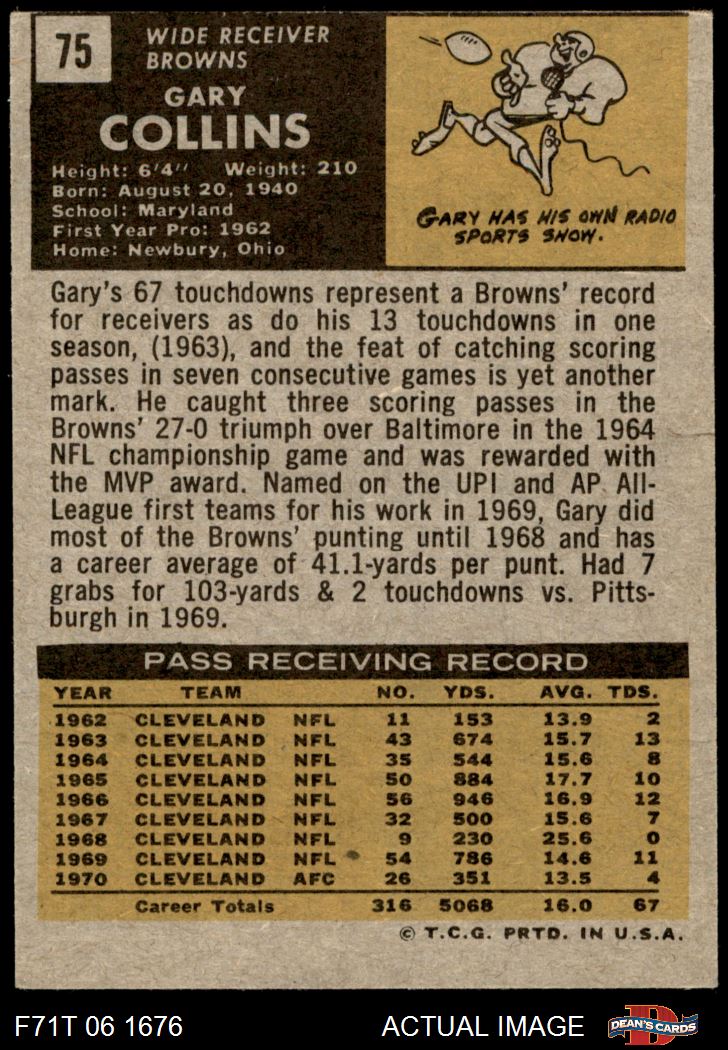 75
WIDE RECEIVER
BROWNS
GARY
COLLINS
Height: 6'4" Weight: 210
Born: August 20, 1940
School: Maryland
First Year Pro: 1962
Home: Newbury, Ohio
GARY HAS HIS OWN RADIO
SPORTS SHOW.
Gary's 67 touchdowns represent a Browns' record
for receivers as do his 13 touchdowns in one
season, (1963), and the feat of catching scoring
passes in seven consecutive games is yet another
mark. He caught three scoring passes in the
Browns' 27-0 triumph over Baltimore in the 1964
NFL championship game and was rewarded with
the MVP award. Named on the UPI and AP All-
League first teams for his work in 1969, Gary did
most of the Browns' punting until 1968 and has
a career average of 41.1-yards per punt. Had 7
grabs for 103-yards & 2 touchdowns vs. Pitts-
burgh in 1969.
PASS RECEIVING RECORD
YEAR TEAM NO. YDS. AVG. TDS.
1962 CLEVELAND NFL 11 153 13.9 2
1963 CLEVELAND NFL 43 674 15.7 13
1964 CLEVELAND NFL 35 544 15.6 8
1965 CLEVELAND NFL 50 884 17.7 10
1966 CLEVELAND NFL 56 946 16.9 12
1967 CLEVELAND NFL 32 500 15.6 7
1968 CLEVELAND NFL 9 230 25.6 0
1969 CLEVELAND NFL 54 786 14.6 11
1970 CLEVELAND AFC 26 351 13.5 4
Career Totals 316 5068 16.0 67
© T.C.G. PRTD. IN U.S.A.
F71T 06 1676 ACTUAL IMAGE D DEAN'S CARDS